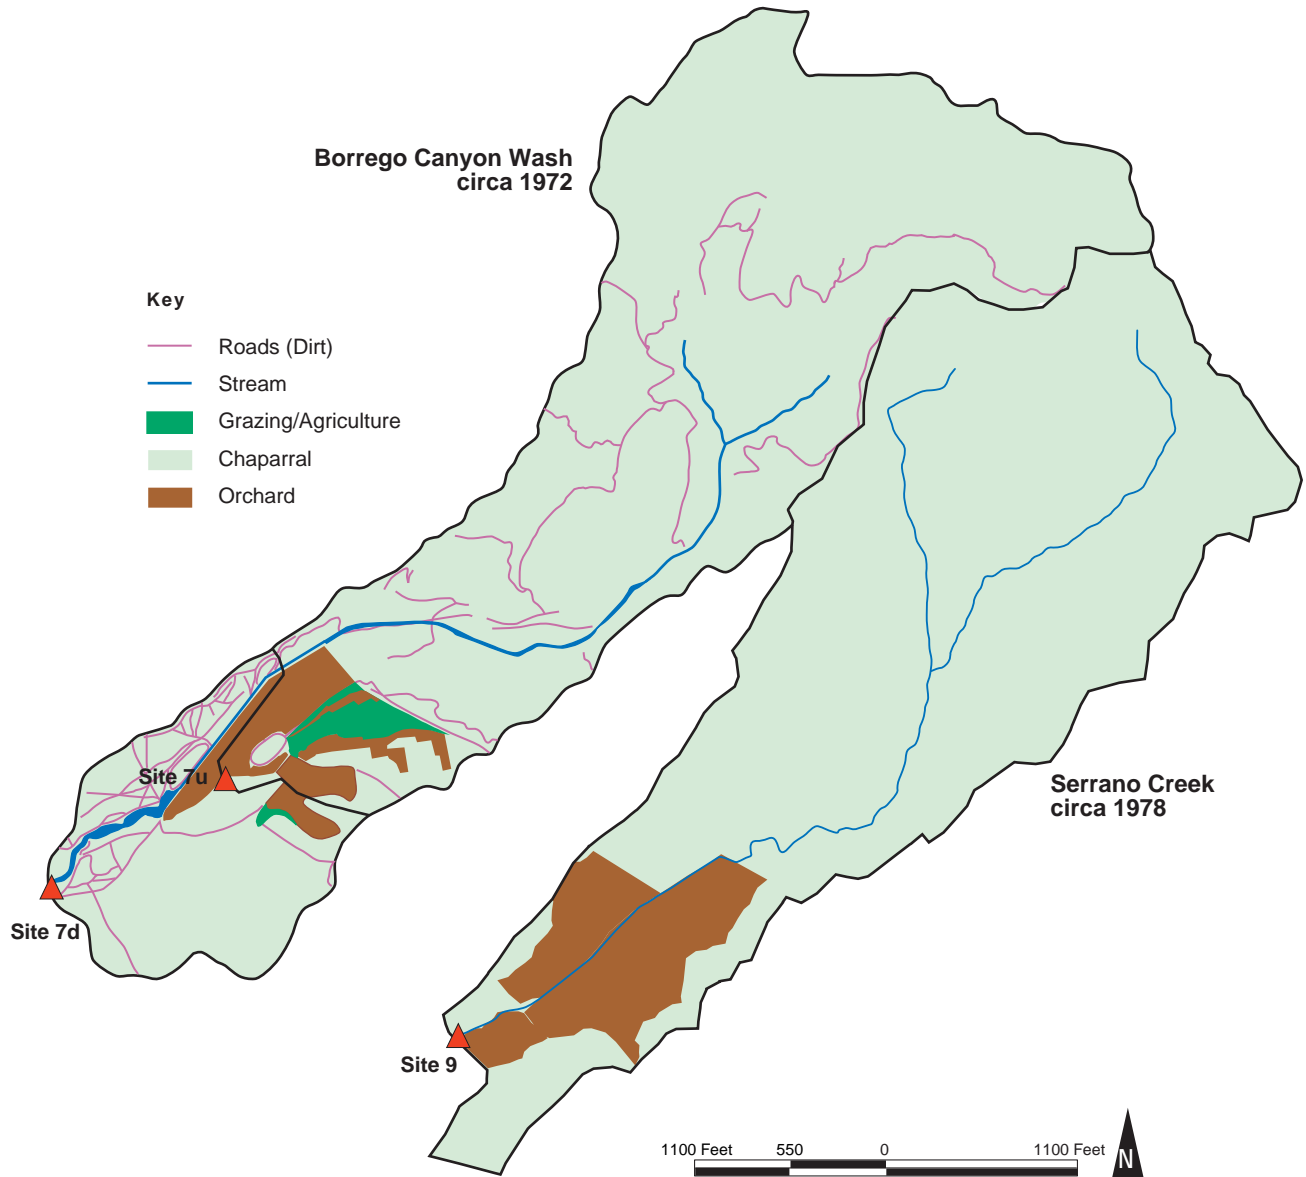 Borrego Canyon Wash
circa 1972
Key
Roads (Dirt)
Stream
Grazing/Agriculture
Chaparral
Orchard
Site 7u
Site 7d
Serrano Creek
circa 1978
Site 9
1100 Feet 550 0 1100 Feet
N